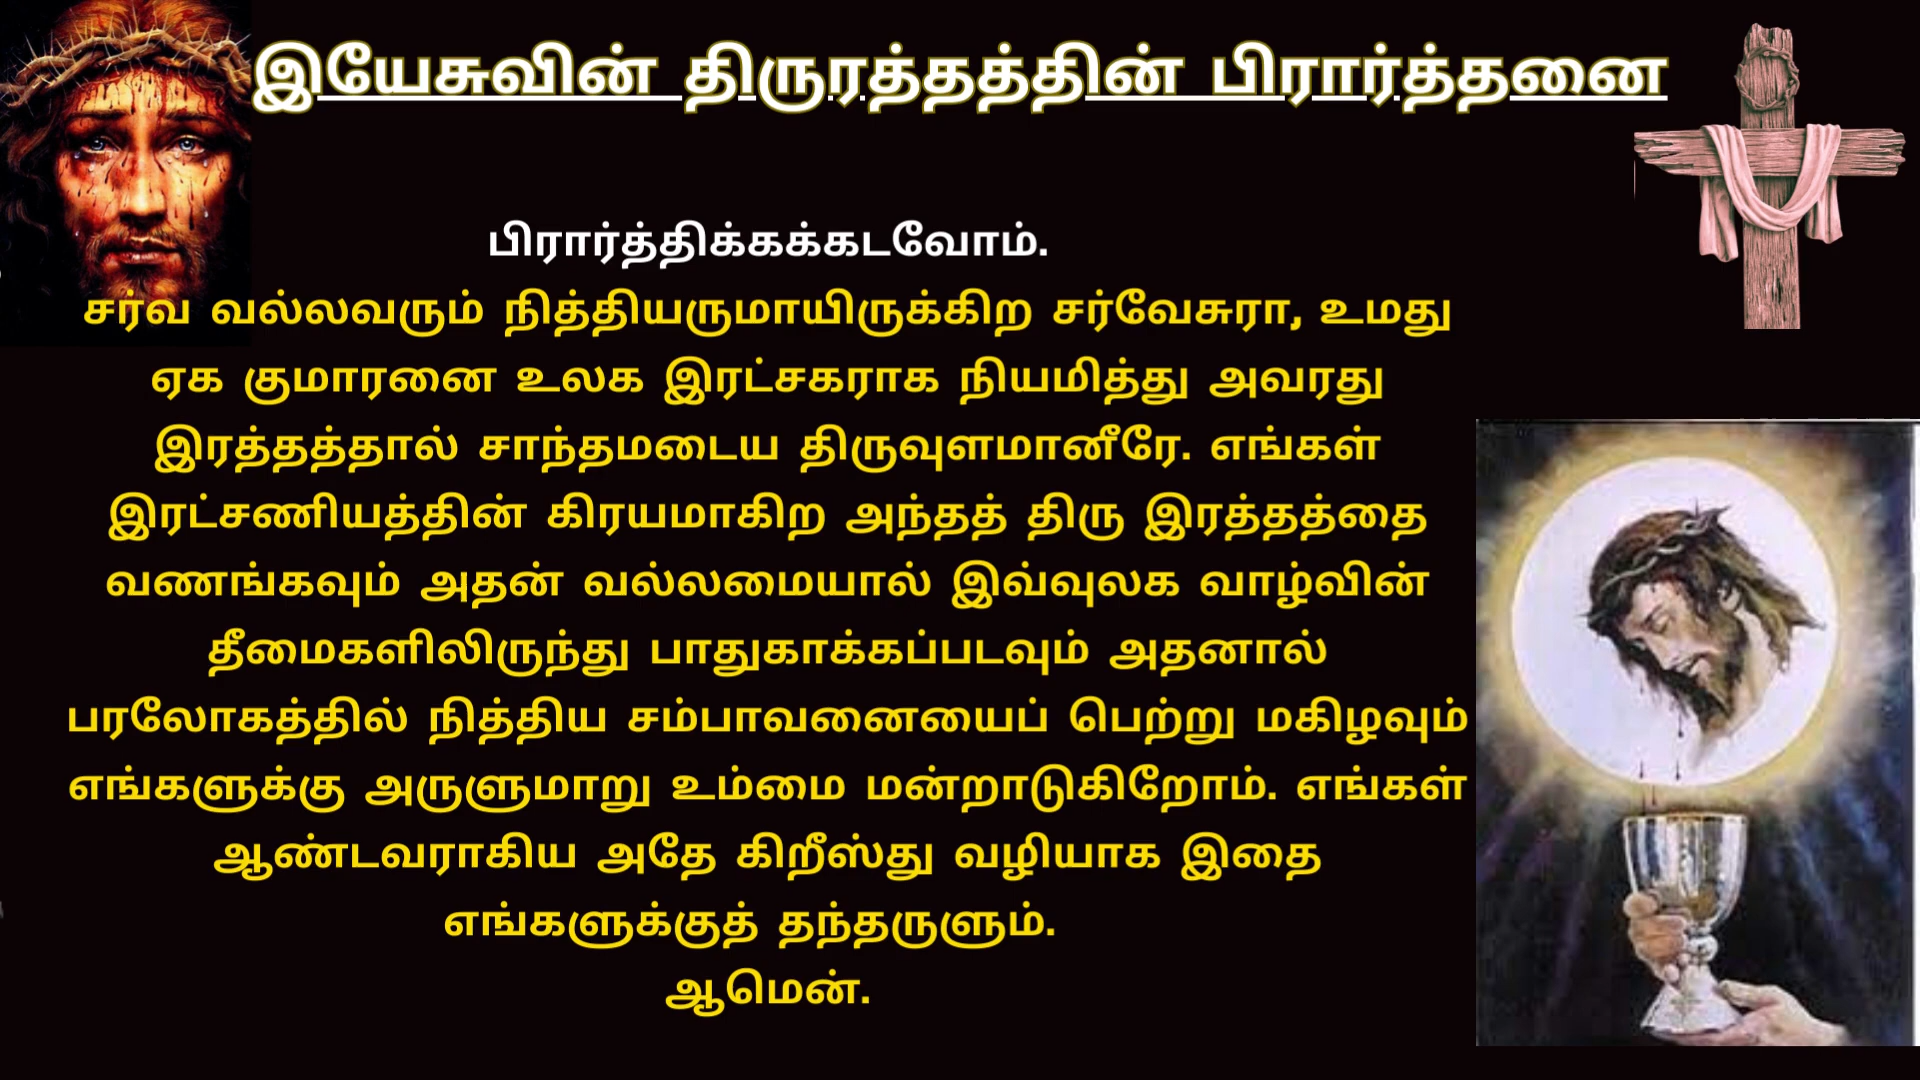 இயேசுவின் திருரத்தத்தின் பிரார்த்தனை
பிரார்த்திக்கக்கடவோம்.
சர்வ வல்லவரும் நித்தியருமாயிருக்கிற சர்வேசுரா, உமது
ஏக குமாரனை உலக இரட்சகராக நியமித்து அவரது
இரத்தத்தால் சாந்தமடைய திருவுளமானீரே. எங்கள்
இரட்சணியத்தின் கிரயமாகிற அந்தத் திரு இரத்தத்தை
வணங்கவும் அதன் வல்லமையால் இவ்வுலக வாழ்வின்
தீமைகளிலிருந்து பாதுகாக்கப்படவும் அதனால்
பரலோகத்தில் நித்திய சம்பாவனையைப் பெற்று மகிழவும்
எங்களுக்கு அருளுமாறு உம்மை மன்றாடுகிறோம். எங்கள்
ஆண்டவராகிய அதே கிறீஸ்து வழியாக இதை
எங்களுக்குத் தந்தருளும்.
ஆமென்.